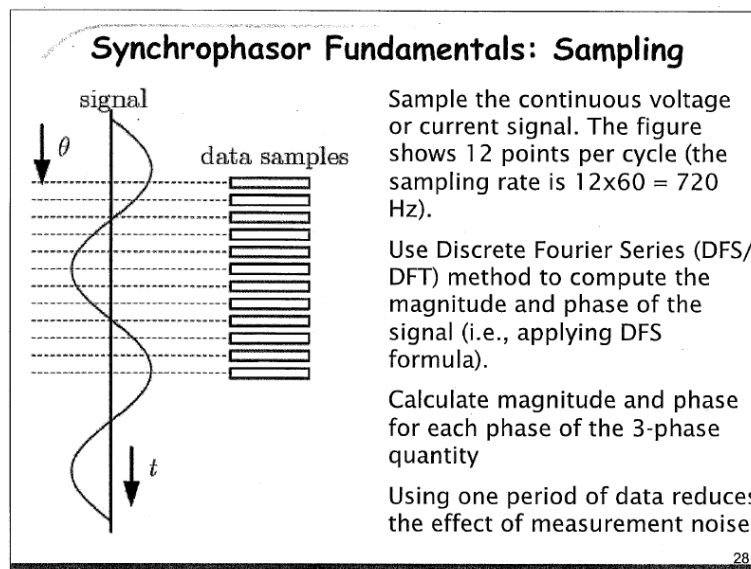 Synchrophasor Fundamentals: Sampling
signal
θ
data samples
t
Sample the continuous voltage
or current signal. The figure
shows 12 points per cycle (the
sampling rate is 12x60 = 720
Hz).
Use Discrete Fourier Series (DFS/
DFT) method to compute the
magnitude and phase of the
signal (i.e., applying DFS
formula).
Calculate magnitude and phase
for each phase of the 3-phase
quantity
Using one period of data reduces
the effect of measurement noise
28